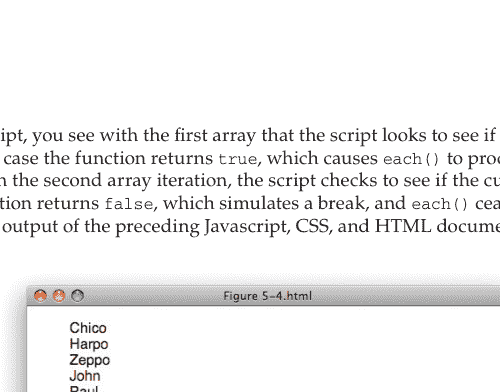 ipt, you see with the first array that the script looks to see if
case the function returns true, which causes each() to proc
n the second array iteration, the script checks to see if the cu
tion returns false, which simulates a break, and each() cea
output of the preceding Javascript, CSS, and HTML docume
Figure 5-4.html
Chico
Harpo
Zeppo
John
Paul